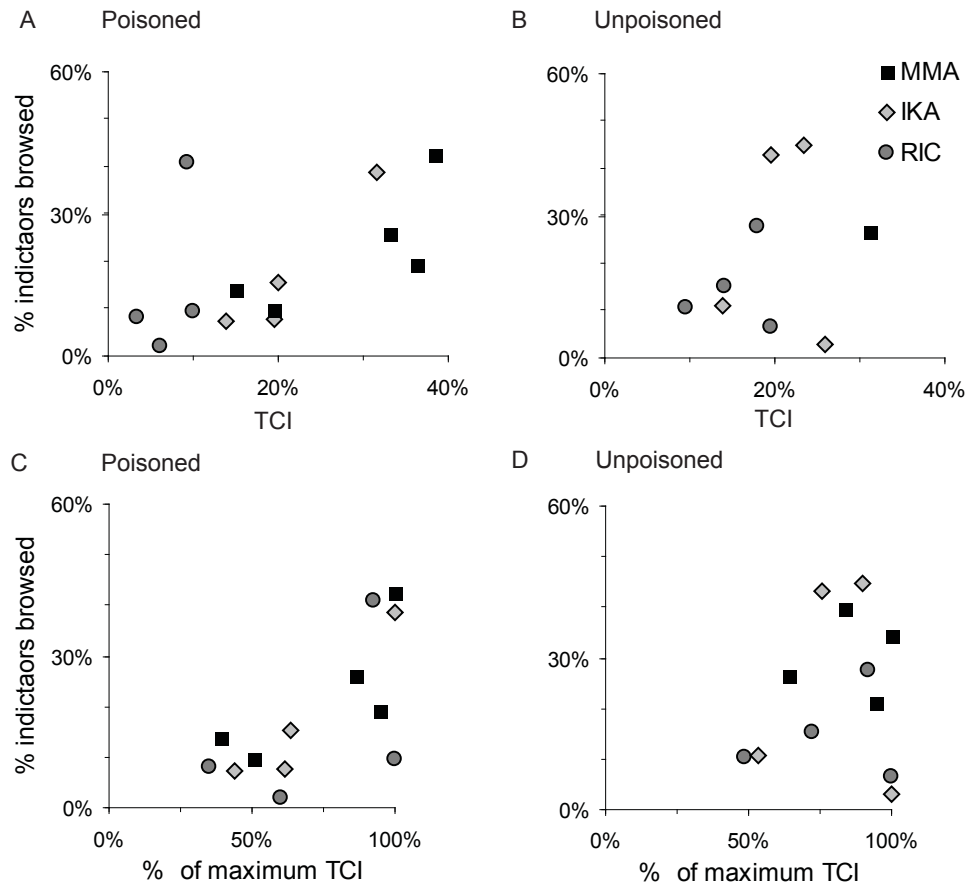 A Poisoned
B Unpoisoned
60%
30%
0%
0% 20% 40%
TCI
% indictaors browsed
60%
30%
0%
0% 20% 40%
TCI
MMA
IKA
RIC
C Poisoned
D Unpoisoned
60%
30%
0%
0% 50% 100%
% of maximum TCI
% indictaors browsed
60%
30%
0%
0% 50% 100%
% of maximum TCI